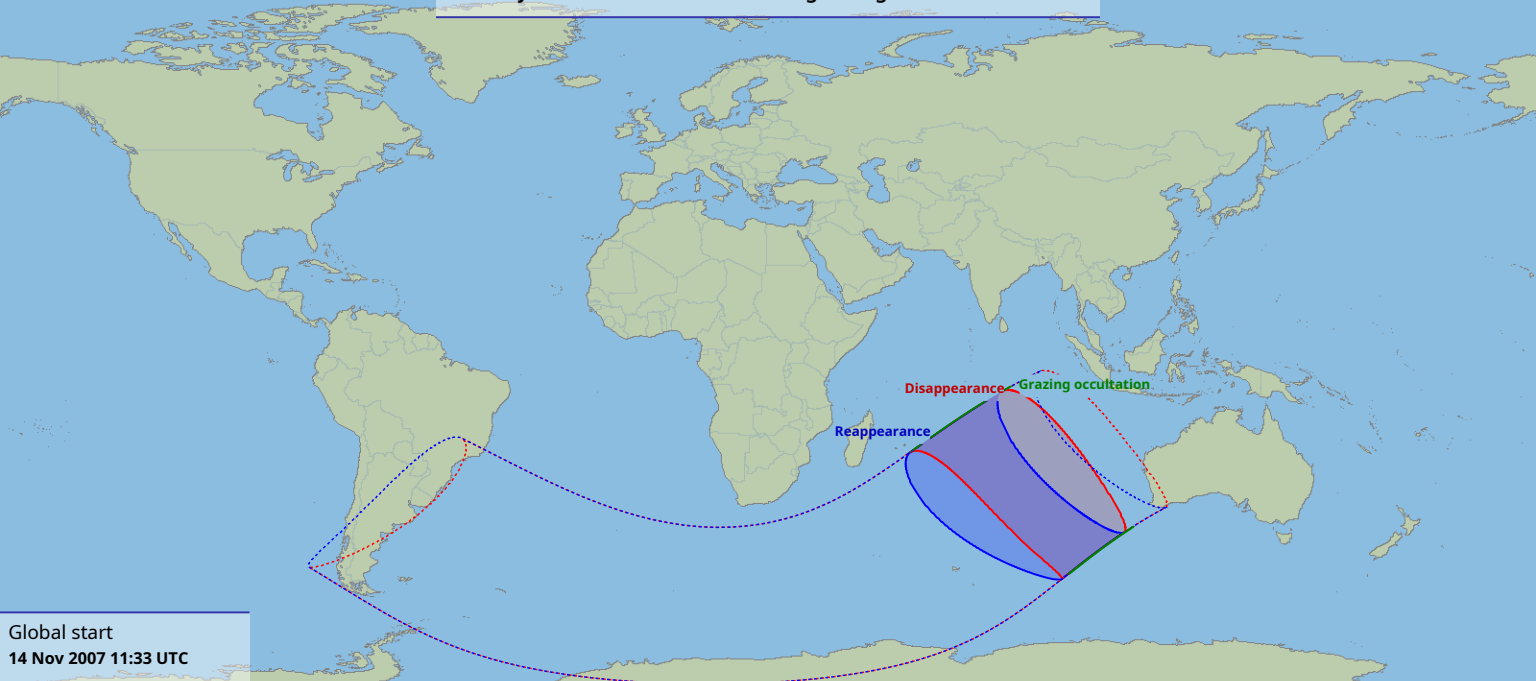 Disappearance
Grazing occultation
Reappearance
Global start
14 Nov 2007 11:33 UTC